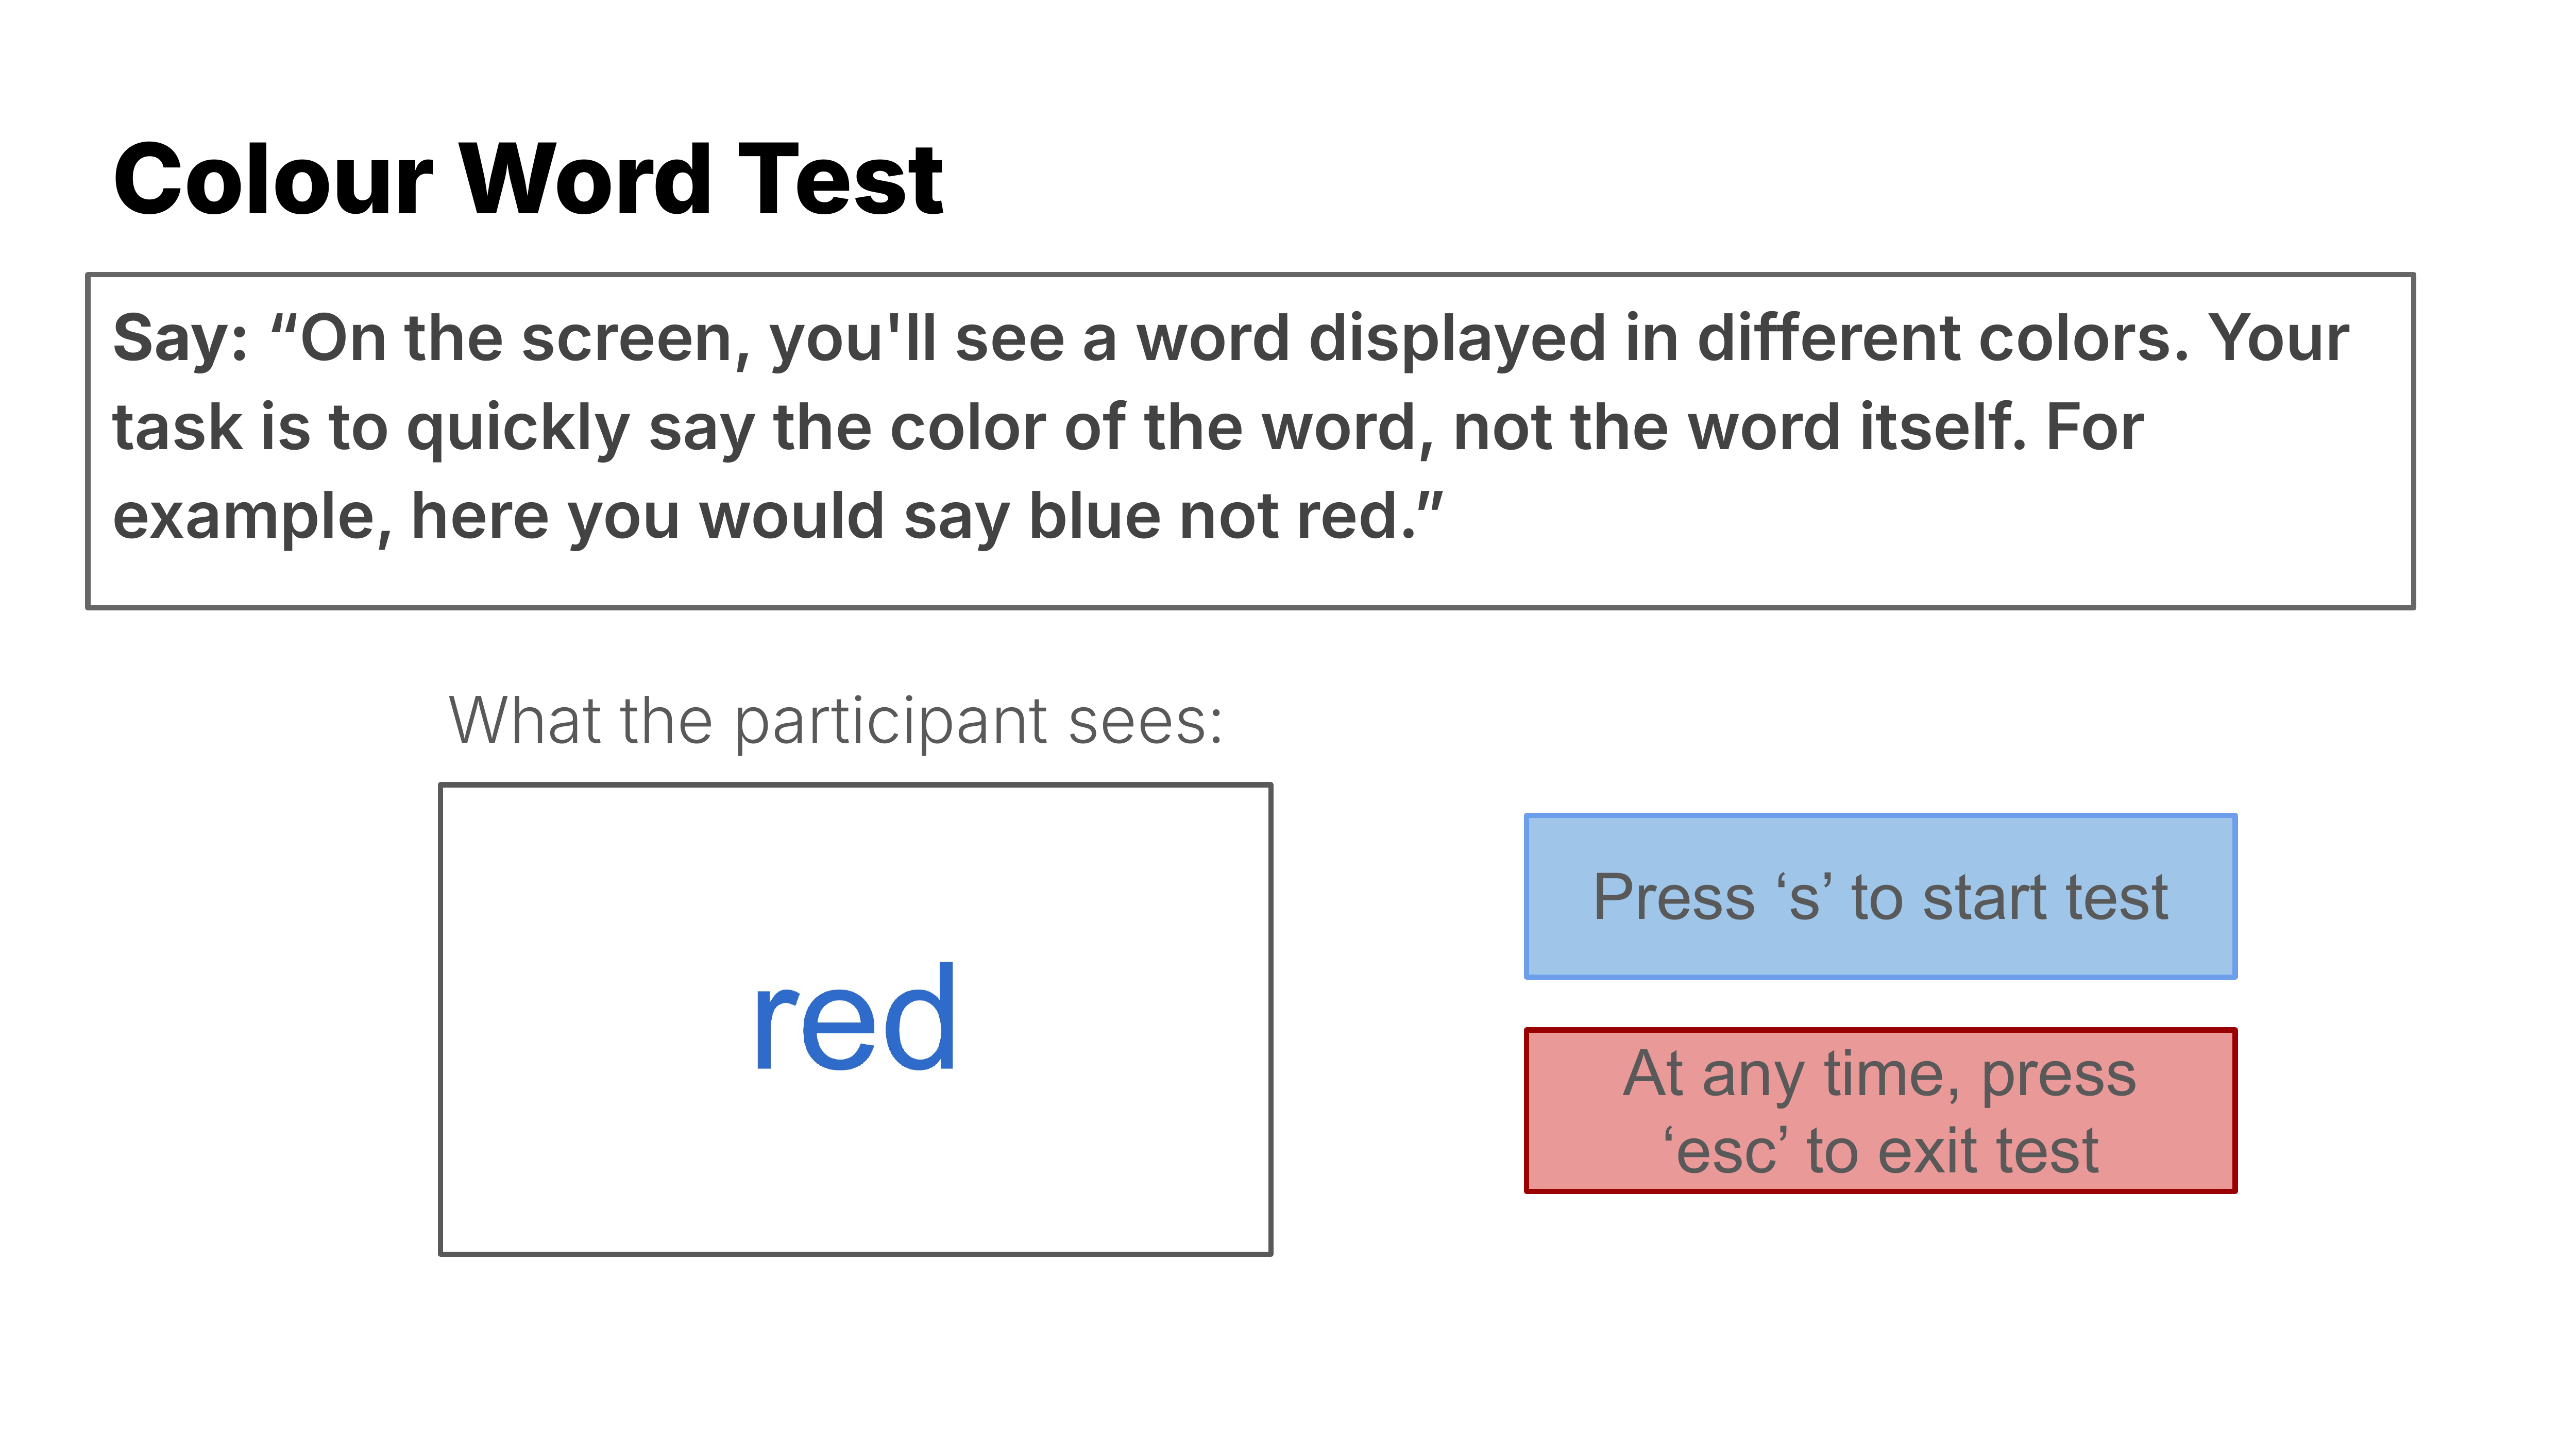 Colour Word Test
Say: “On the screen, you'll see a word displayed in different colors. Your
task is to quickly say the color of the word, not the word itself. For
example, here you would say blue not red.”
What the participant sees:
red
Press ‘s’ to start test
At any time, press
‘esc’ to exit test